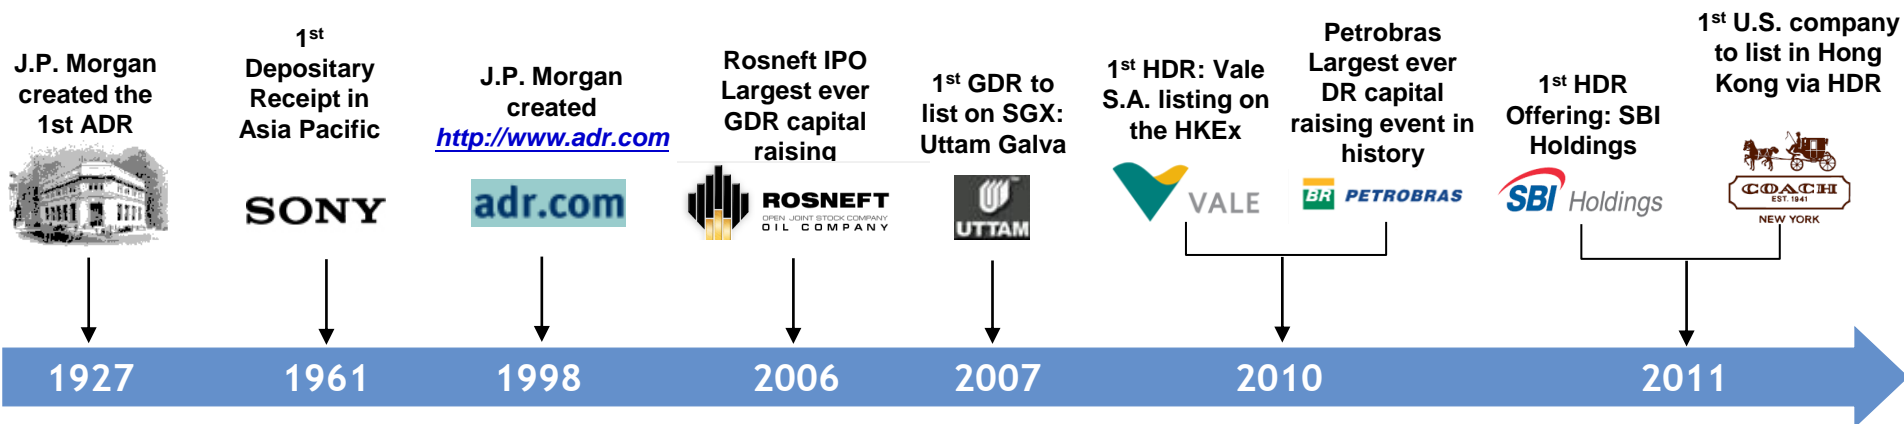 J.P. Morgan
created the
1st ADR
1st
Depositary
Receipt in
Asia Pacific
SONY
J.P. Morgan
created
http://www.adr.com
adr.com
Rosneft IPO
Largest ever
GDR capital
raising
ROSNEFT
OPEN JOINT STOCK COMPANY
OIL COMPANY
1st GDR to
list on SGX:
Uttam Galva
UTTAM
1st HDR: Vale
S.A. listing on
the HKEx
VALE
Petrobras
Largest ever
DR capital
raising event in
history
BR PETROBRAS
1st HDR
Offering: SBI
Holdings
SBI Holdings
1st U.S. company
to list in Hong
Kong via HDR
COACH
EST. 1941
NEW YORK
1927 1961 1998 2006 2007 2010 2011